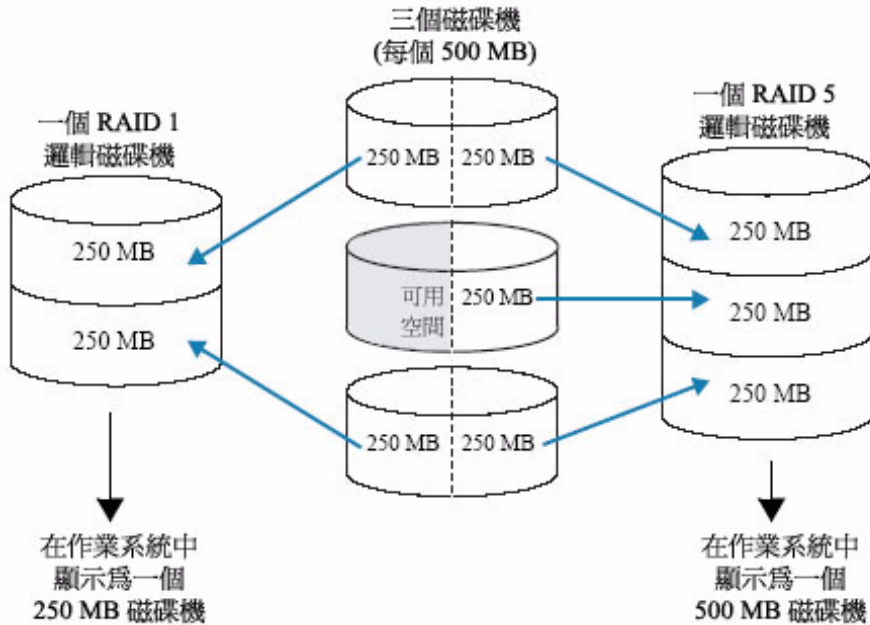 三個磁碟機
(每個 500 MB)
一個 RAID 1
邏輯磁碟機
一個 RAID 5
邏輯磁碟機
250 MB
250 MB
250 MB
250 MB
250 MB
可用
空間
250 MB
250 MB
250 MB
250 MB
250 MB
250 MB
250 MB
在作業系統中
顯示爲一個
250 MB 磁碟機
在作業系統中
顯示爲一個
500 MB 磁碟機